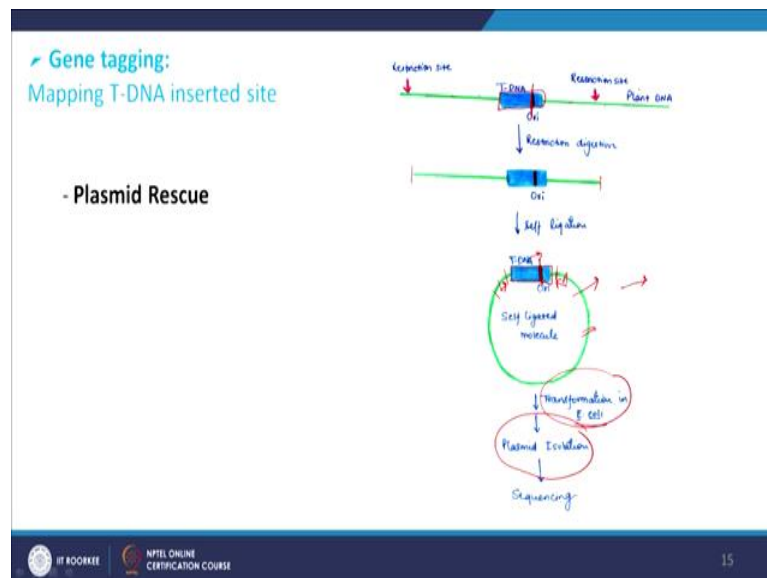 Gene tagging:
Mapping T-DNA inserted site
- Plasmid Rescue
Restriction site
T-DNA
Restriction site
Plant DNA
Ori
Restriction digestion
Ori
Self ligation
T-DNA
Ori
Self ligated
molecule
Transformation in
E coli
Plasmid Isolation
Sequencing
IIT ROORKEE
NPTEL ONLINE
CERTIFICATION COURSE
15